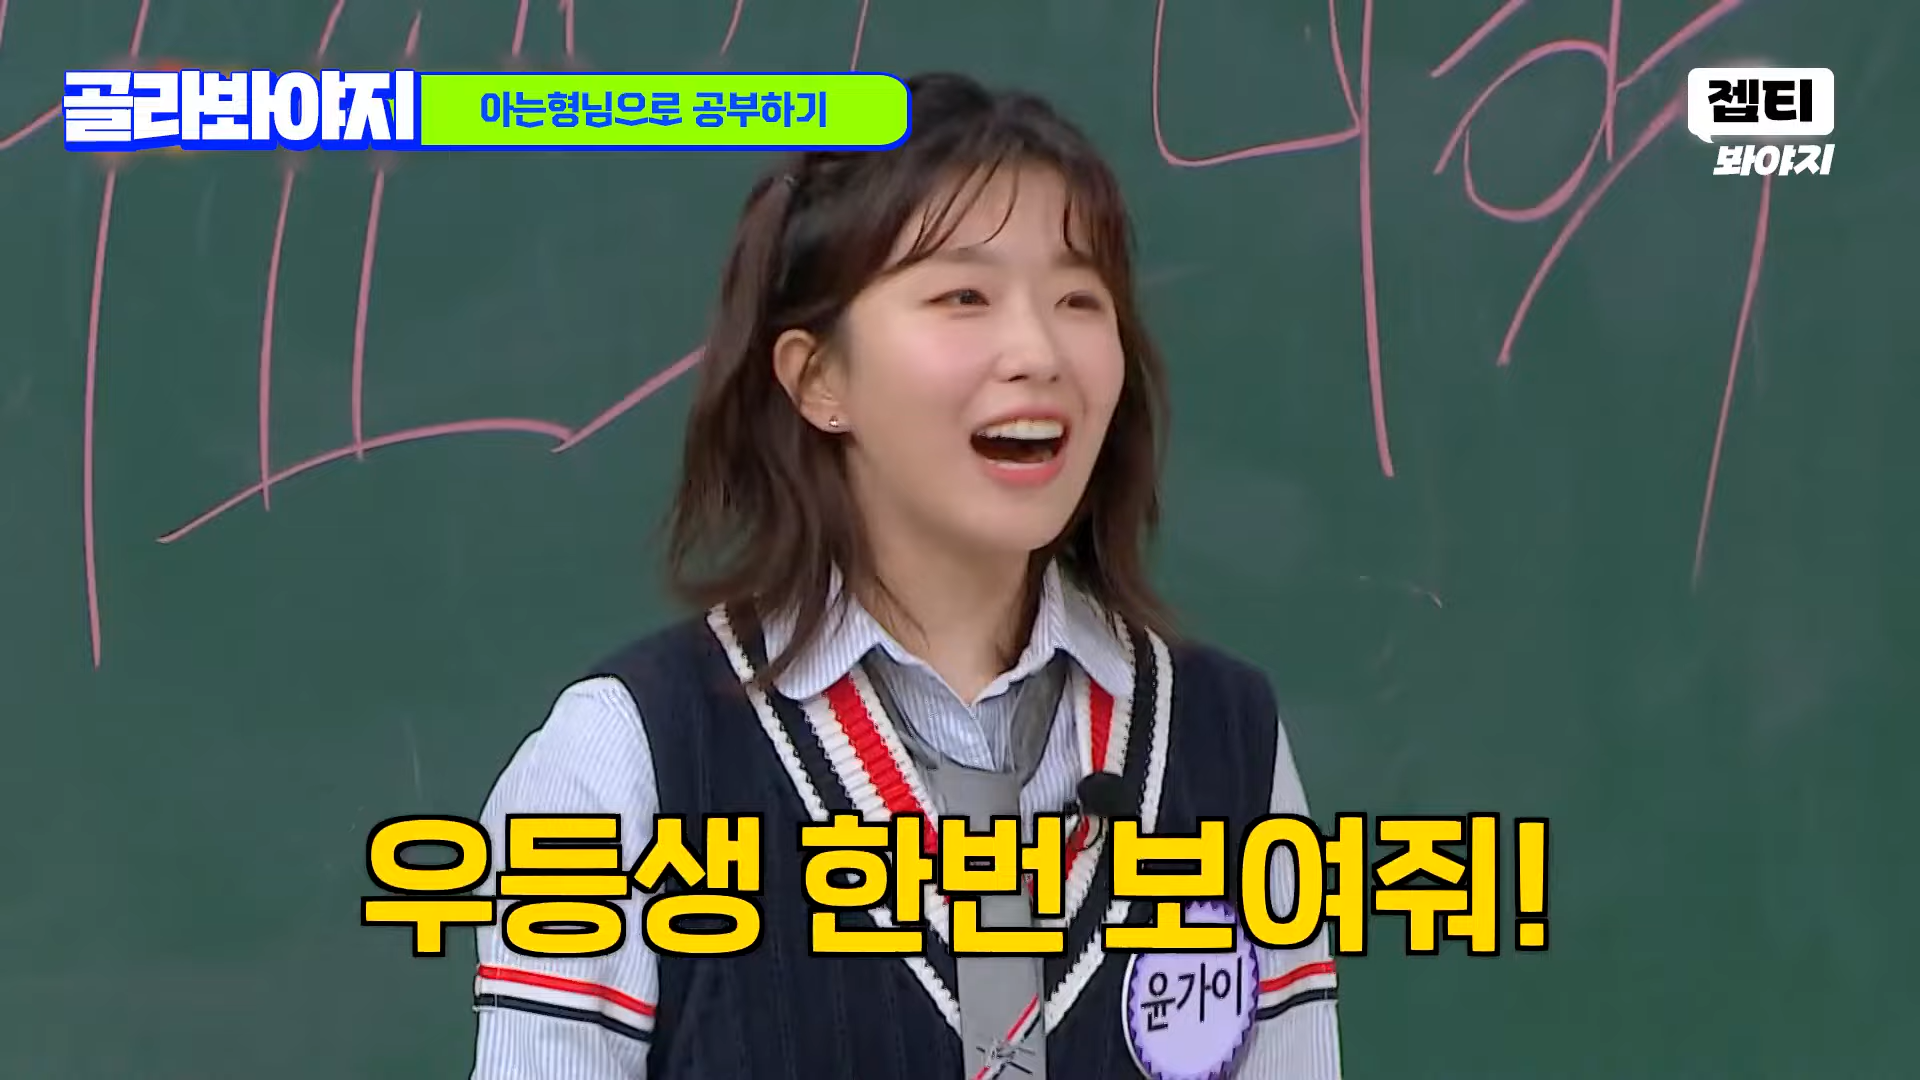 골라봐야지 아는형님으로 공부하기
젭티
봐야지
우등생 한번 보여줘!
윤가이